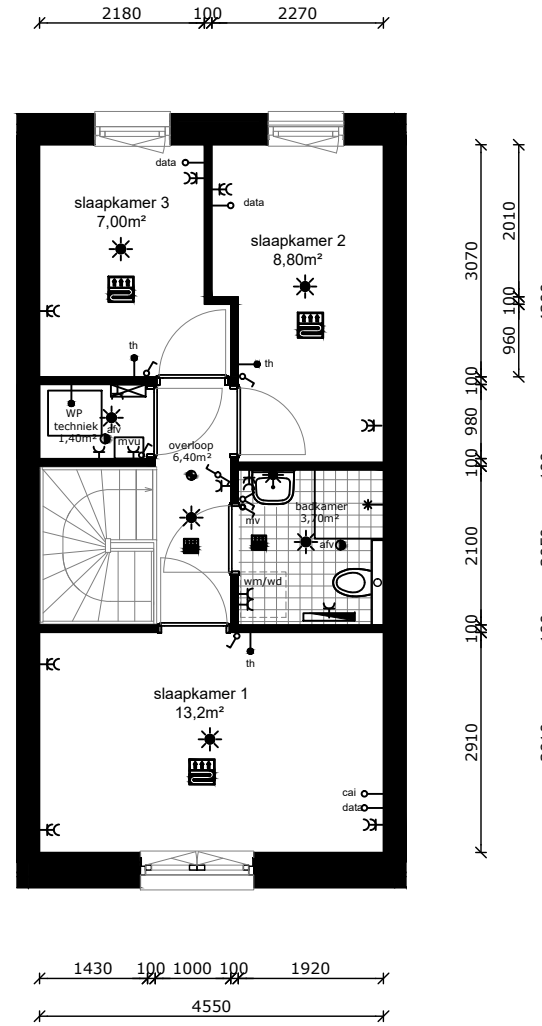 2180 100 2270
data
slaapkamer 3
7,00m²
data
slaapkamer 2
8,80m²
2010
3070
100
960
th
th
100
WP
techniek
1,40m²
afv
mvu
overloop
6,40m²
980
100
badkamer
3,70m²
mv
afv
2100
wm/wd
100
th
slaapkamer 1
13,2m²
2910
cai
data
1430 100 1000 100 1920
4550